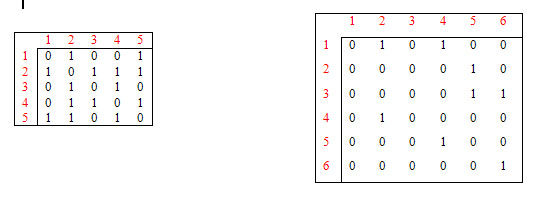 1 2 3 4 5
1 0 1 0 0 1
2 1 0 1 1 1
3 0 1 0 1 0
4 0 1 1 0 1
5 1 1 0 1 0
1 2 3 4 5 6
1 0 1 0 1 0 0
2 0 0 0 0 1 0
3 0 0 0 0 1 1
4 0 1 0 0 0 0
5 0 0 0 1 0 0
6 0 0 0 0 0 1